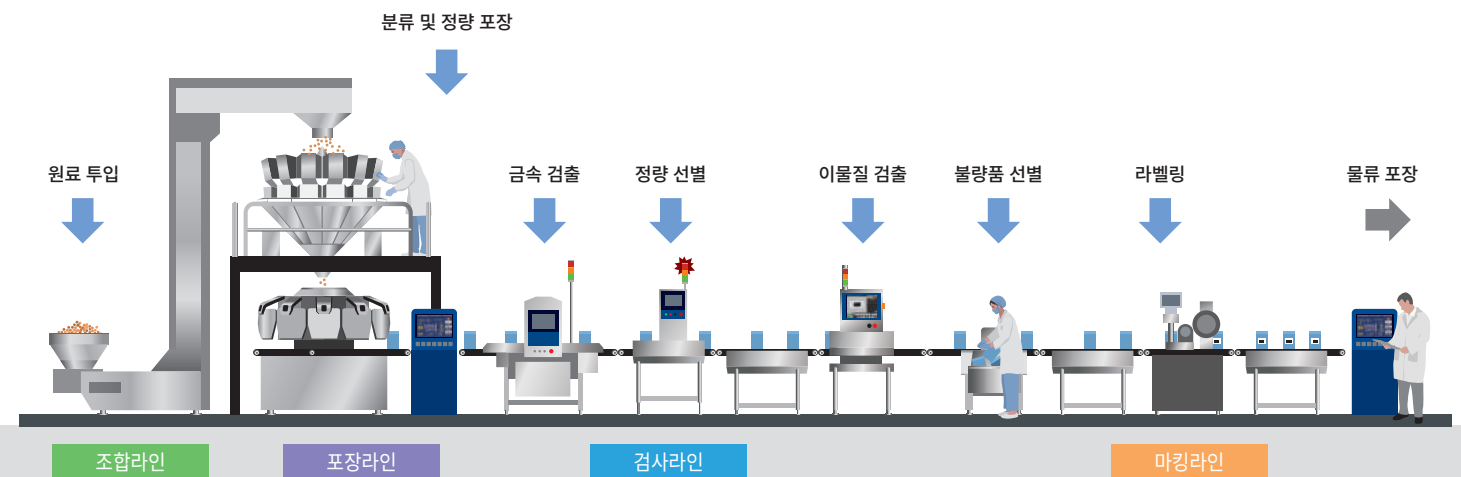 분류 및 정량 포장
원료 투입
금속 검출
정량 선별
이물질 검출
불량품 선별
라벨링
물류 포장
조합라인
포장라인
검사라인
마킹라인